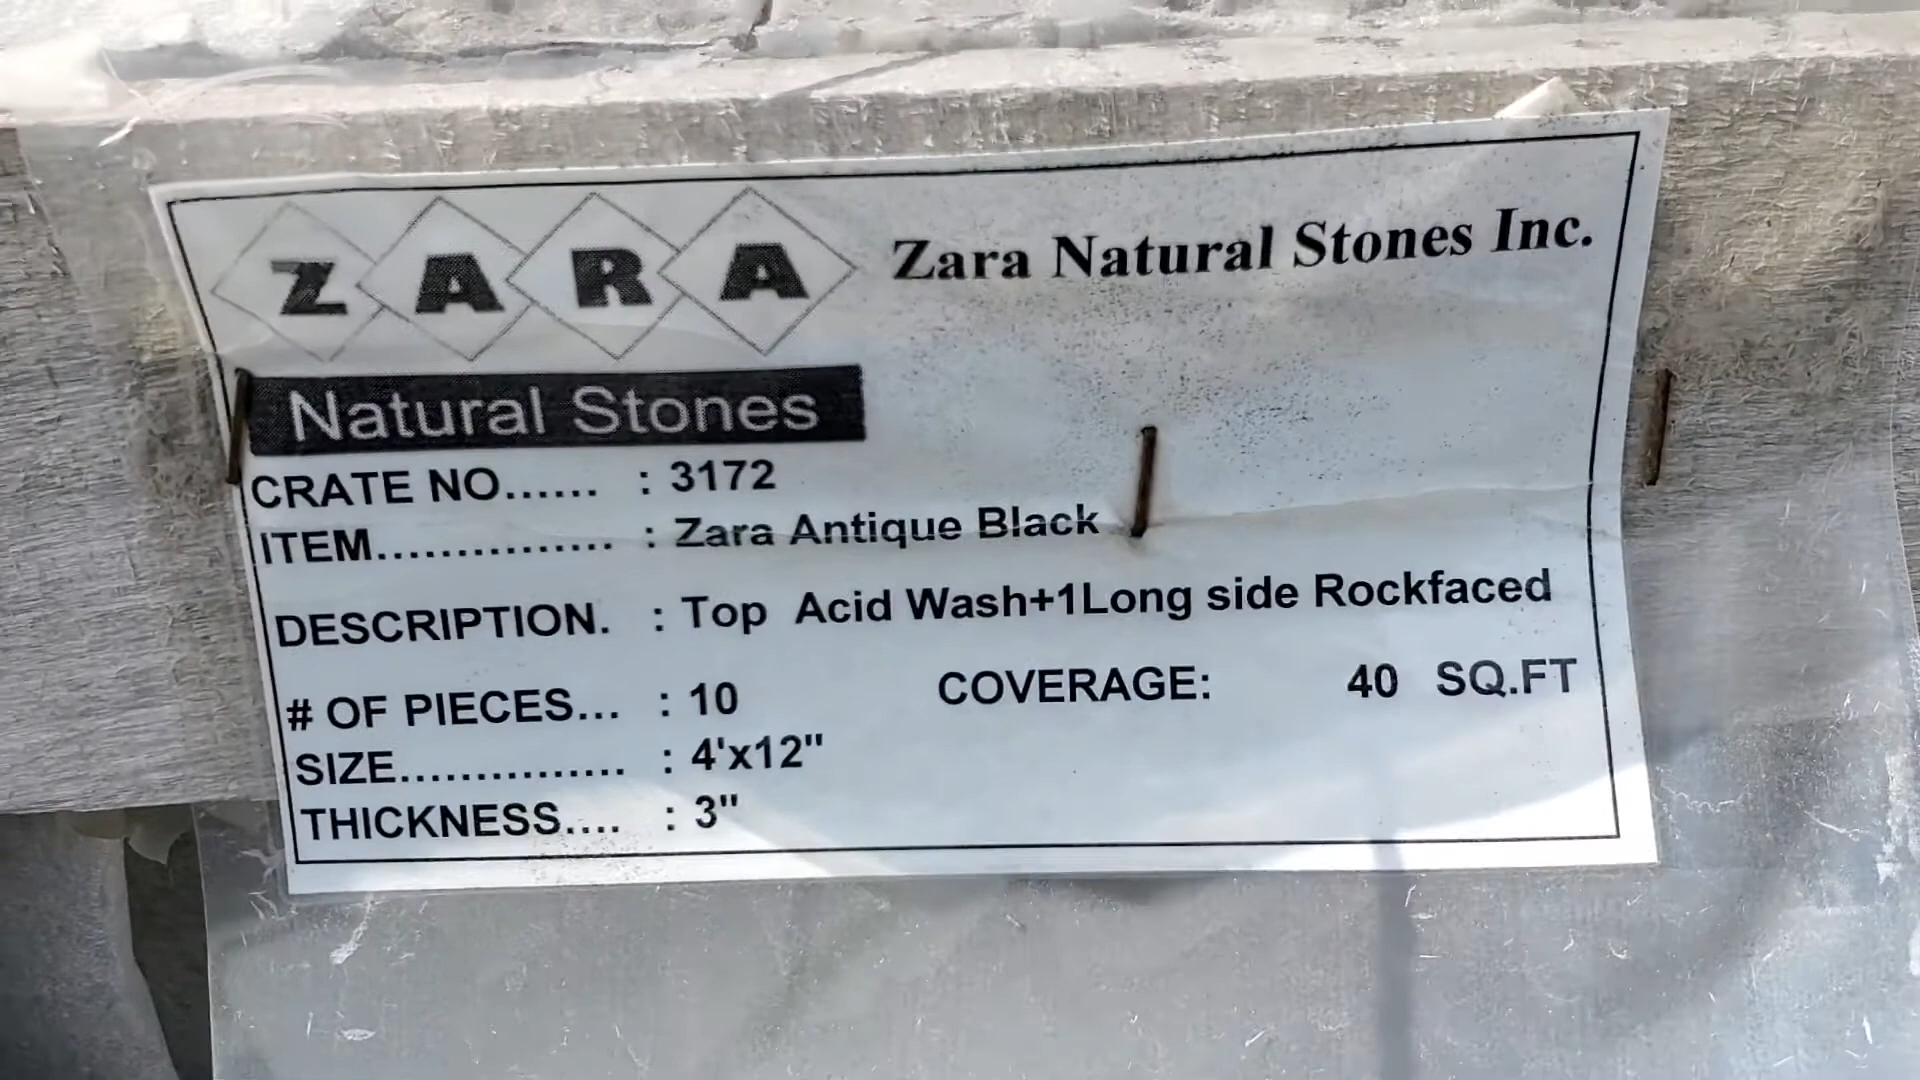 ZARA
Zara Natural Stones Inc.
Natural Stones
CRATE NO...... : 3172
ITEM................ : Zara Antique Black
DESCRIPTION. : Top Acid Wash+1Long side Rockfaced
# OF PIECES... : 10 COVERAGE: 40 SQ.FT
SIZE................ : 4'x12"
THICKNESS.... : 3"